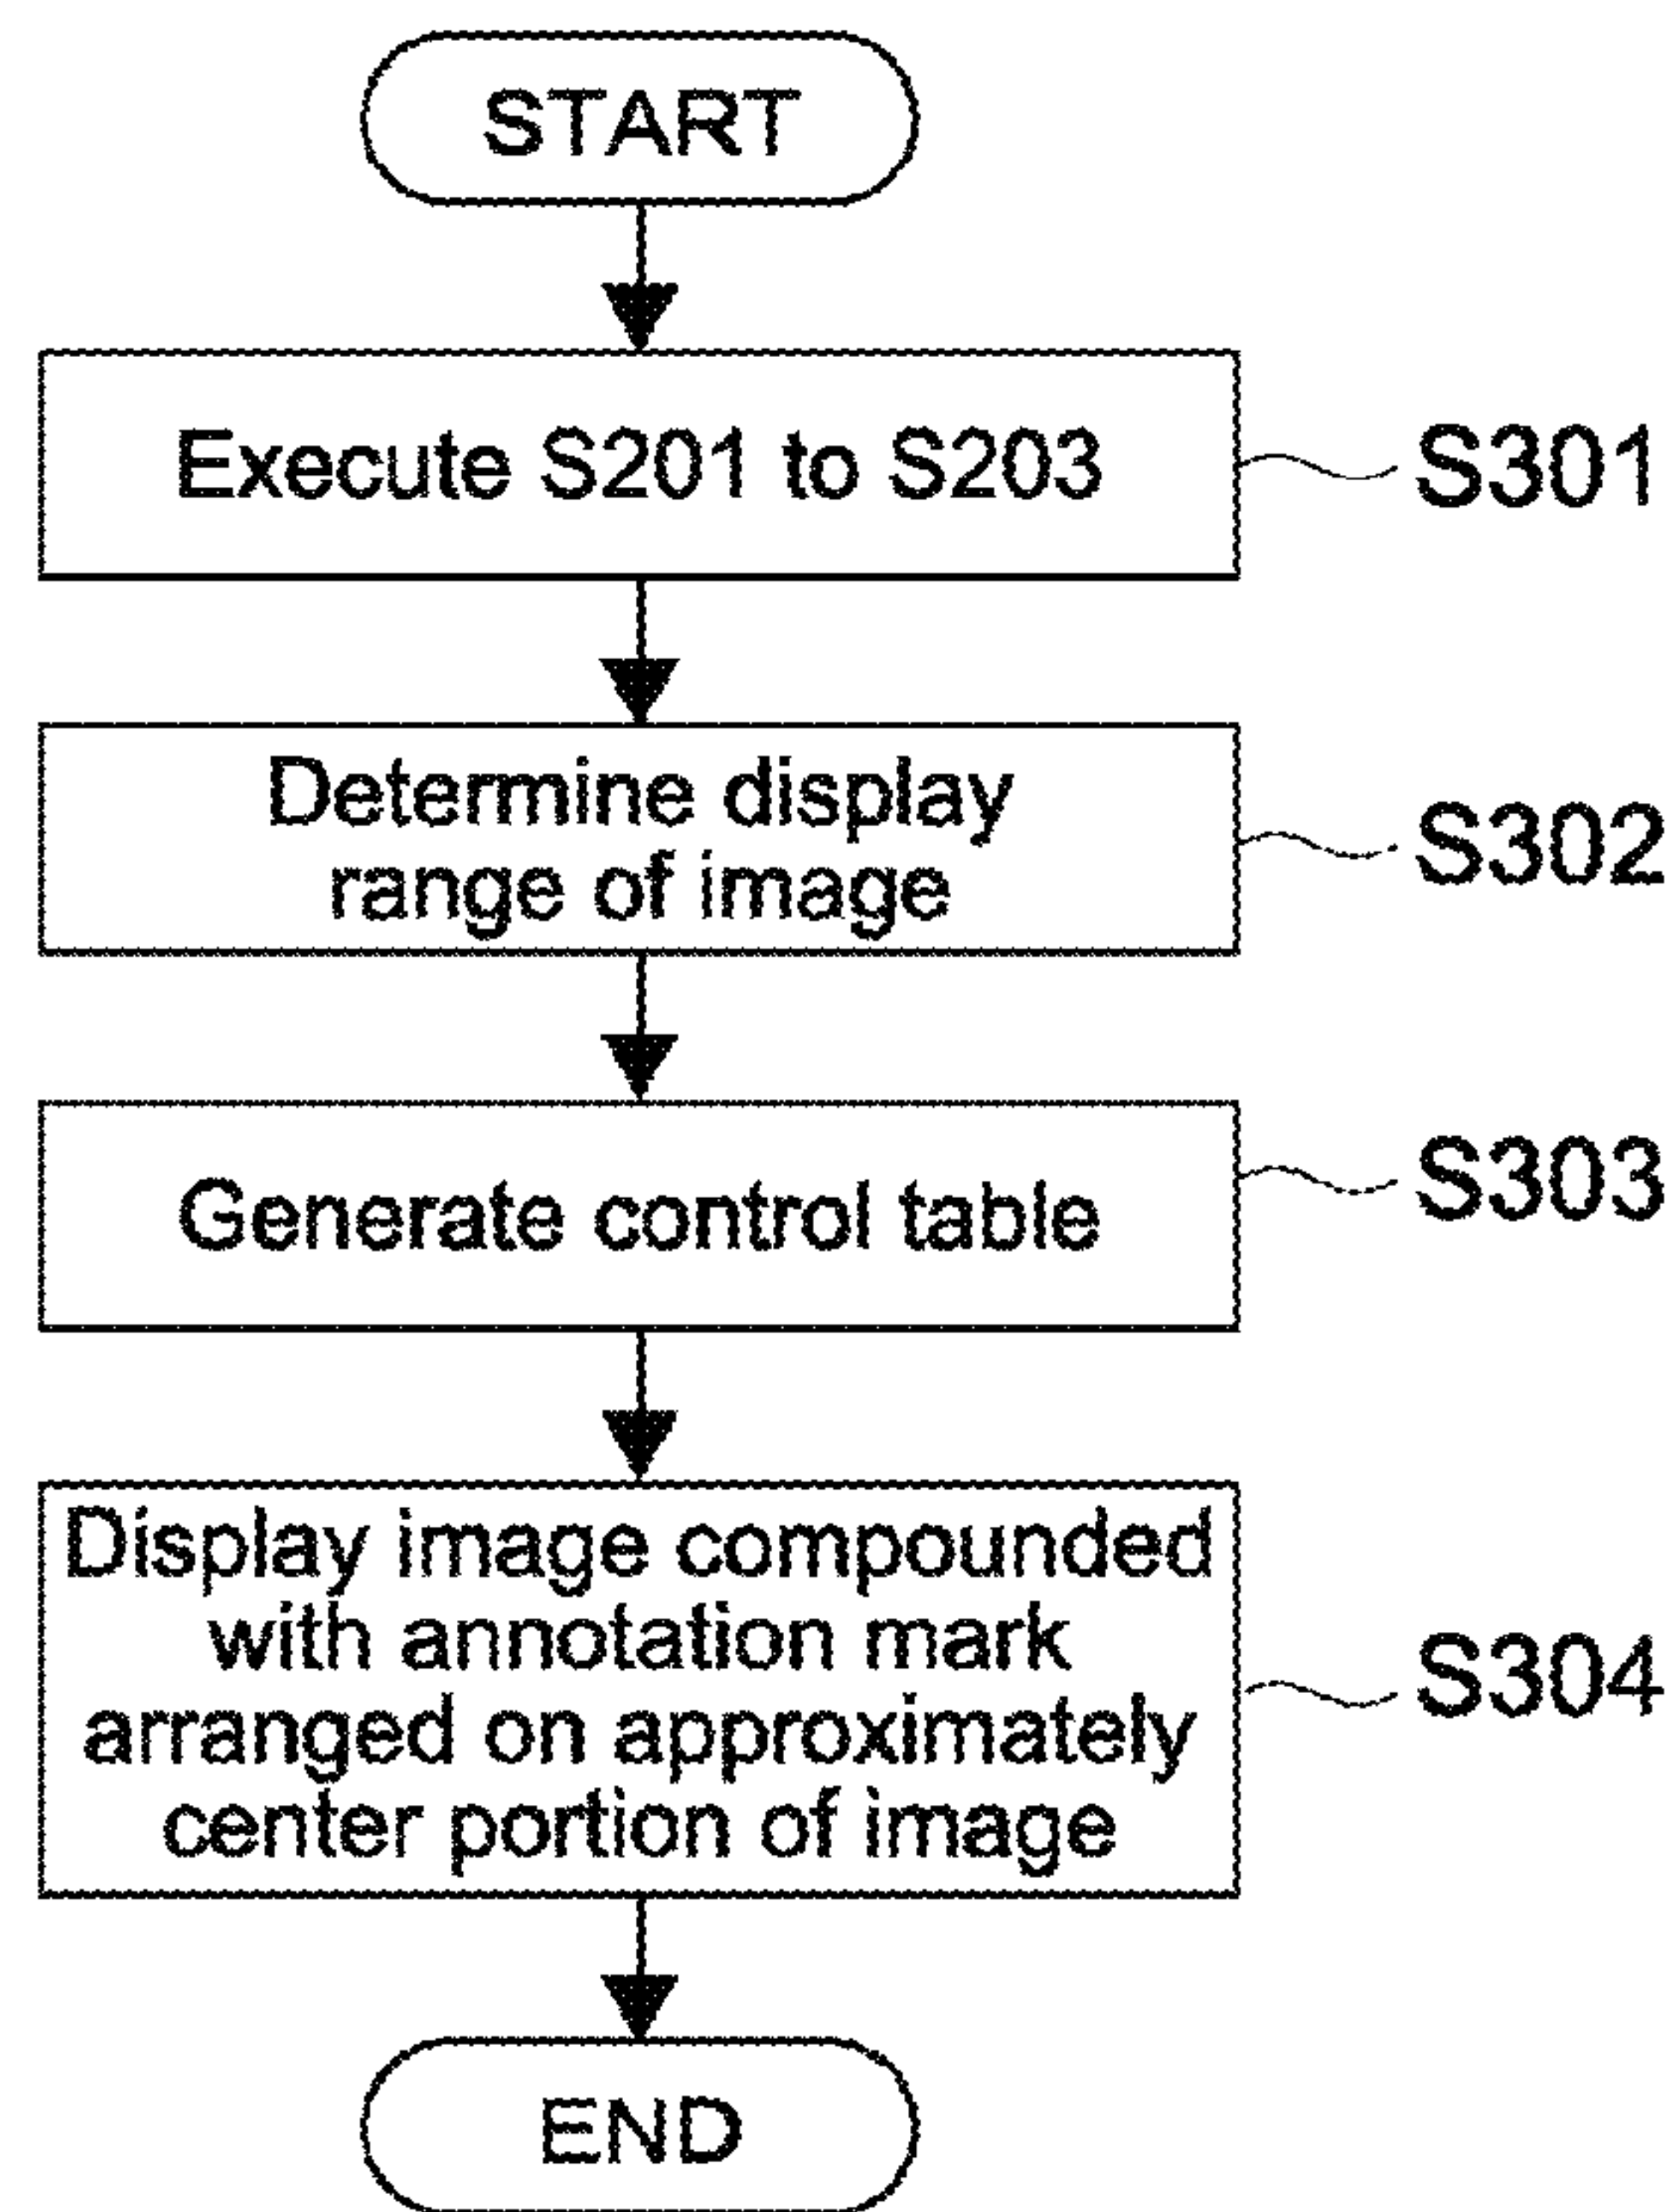 START
Execute S201 to S203
S301
Determine display
range of image
S302
Generate control table
S303
Display image compounded
with annotation mark
arranged on approximately
center portion of image
S304
END